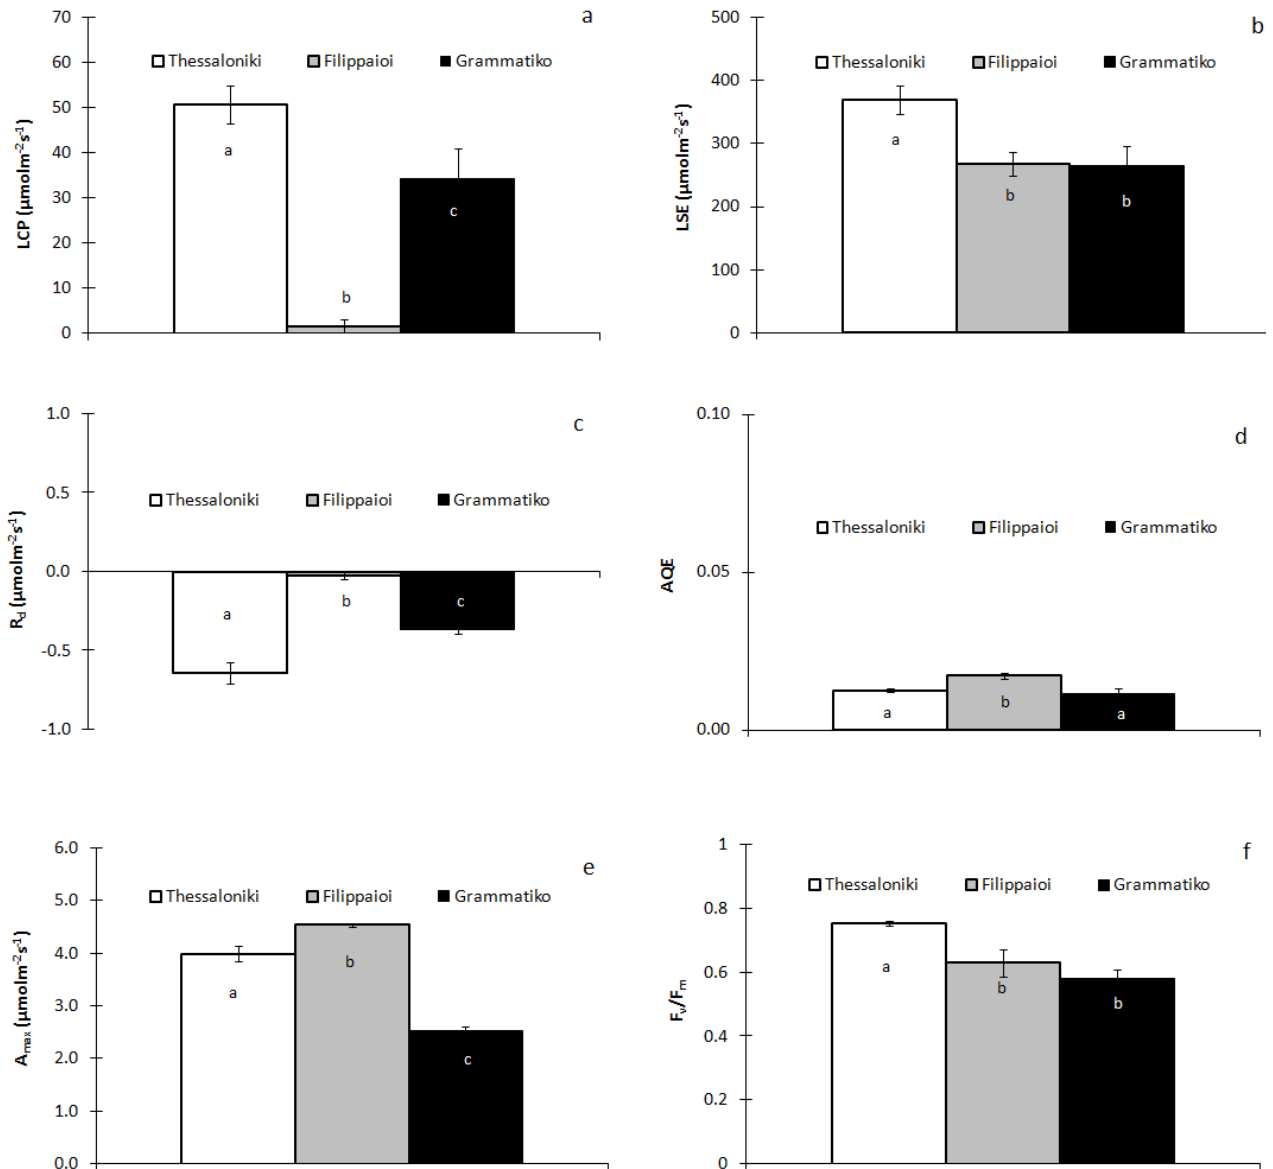 a
LCP (µmolm⁻²s⁻¹)
70
60
50
40
30
20
10
0
Thessaloniki Filippaioi Grammatiko
a
b
c
b
LSE (µmolm⁻²s⁻¹)
500
400
300
200
100
0
Thessaloniki Filippaioi Grammatiko
a
b
b
c
R_d (µmolm⁻²s⁻¹)
1.0
0.5
0.0
-0.5
-1.0
Thessaloniki Filippaioi Grammatiko
a
b
c
d
AQE
0.10
0.05
0.00
Thessaloniki Filippaioi Grammatiko
a
b
a
e
A_max (µmolm⁻²s⁻¹)
6.0
5.0
4.0
3.0
2.0
1.0
0.0
Thessaloniki Filippaioi Grammatiko
a
b
c
f
F_v/F_m
1
0.8
0.6
0.4
0.2
0
Thessaloniki Filippaioi Grammatiko
a
b
b